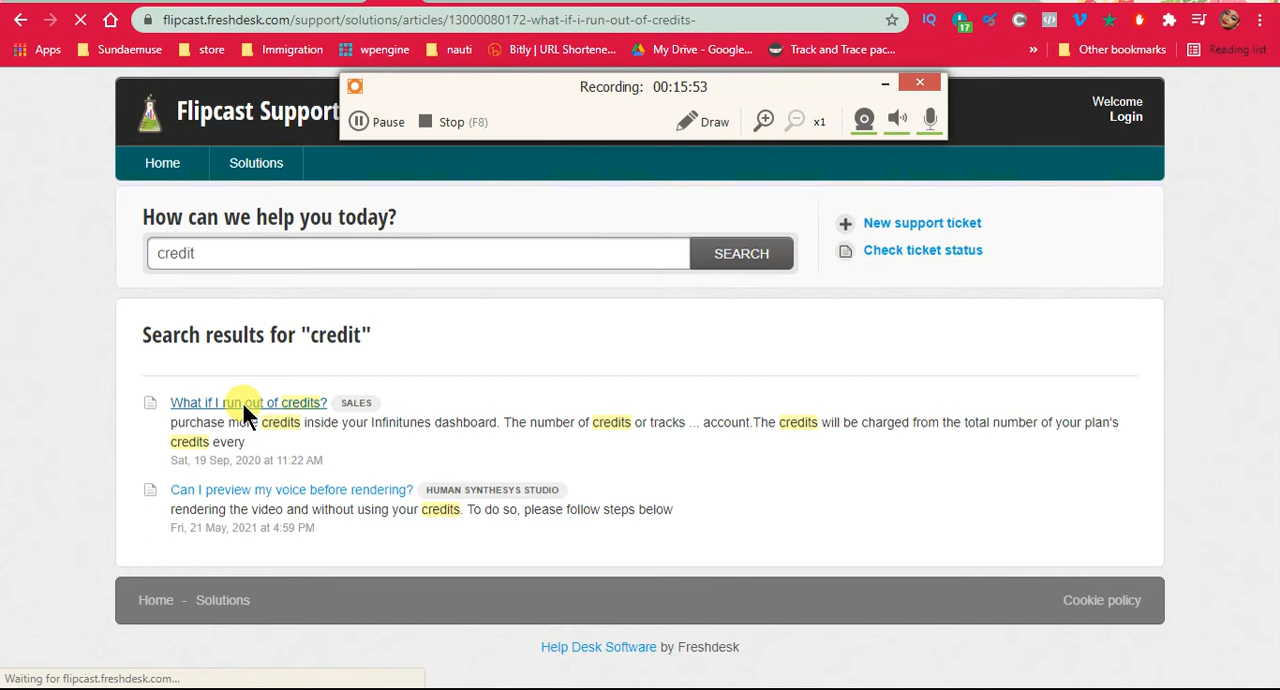 flipcast.freshdesk.com/support/solutions/articles/13000080172-what-if-i-run-out-of-credits-
IQ
17
Apps
Sundaemuse
store
Immigration
wpengine
nauti
Bitly | URL Shortene...
My Drive - Google...
Track and Trace pac...
»
Other bookmarks
Reading list
Recording: 00:15:53
Pause
Stop (F8)
Draw
x1
Flipcast Support
Welcome
Login
Home
Solutions
How can we help you today?
credit
SEARCH
New support ticket
Check ticket status
Search results for "credit"
What if I run out of credits? SALES
purchase more credits inside your Infinitunes dashboard. The number of credits or tracks ... account.The credits will be charged from the total number of your plan's
credits every
Sat, 19 Sep, 2020 at 11:22 AM
Can I preview my voice before rendering? HUMAN SYNTHESYS STUDIO
rendering the video and without using your credits. To do so, please follow steps below
Fri, 21 May, 2021 at 4:59 PM
Home - Solutions
Cookie policy
Help Desk Software by Freshdesk
Waiting for flipcast.freshdesk.com...